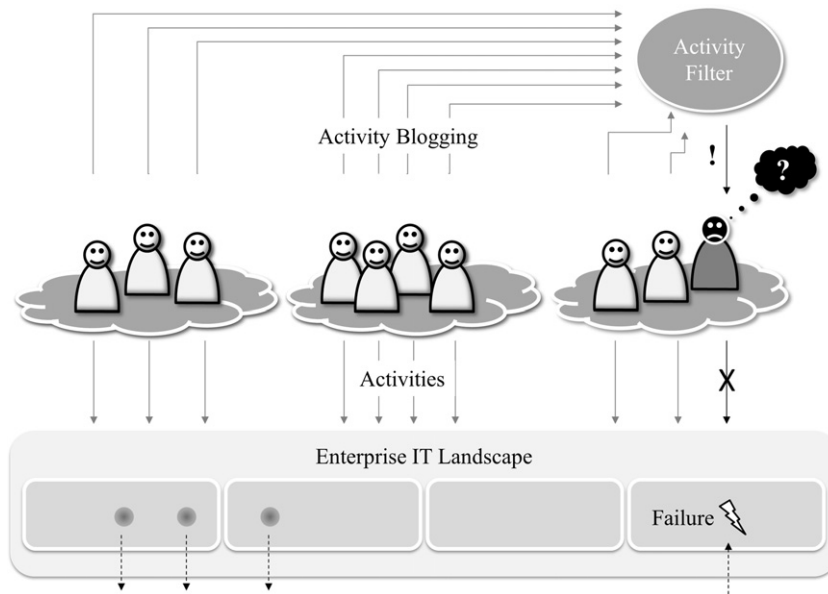 Activity
Filter
Activity Blogging
!
?
Activities
X
Enterprise IT Landscape
Failure